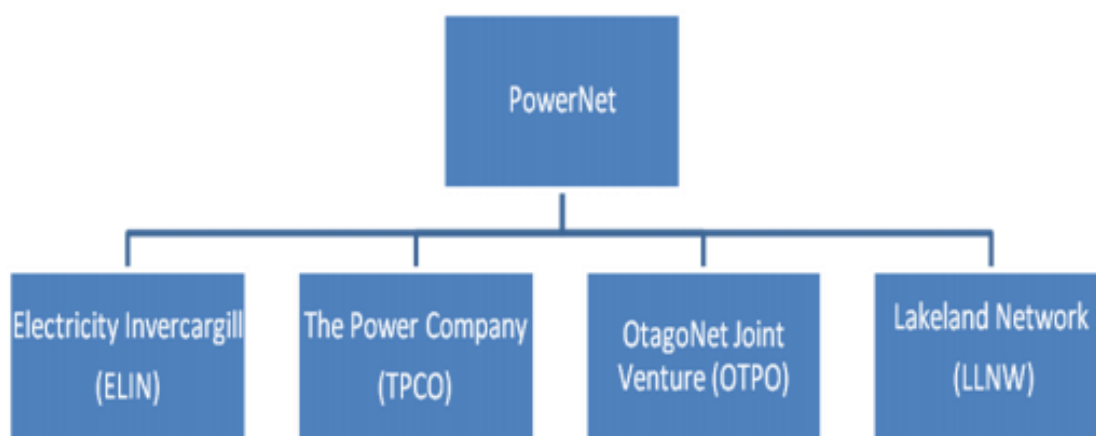 PowerNet
Electricity Invercargill
(ELIN)
The Power Company
(TPCO)
OtagoNet Joint
Venture (OTPO)
Lakeland Network
(LLNW)